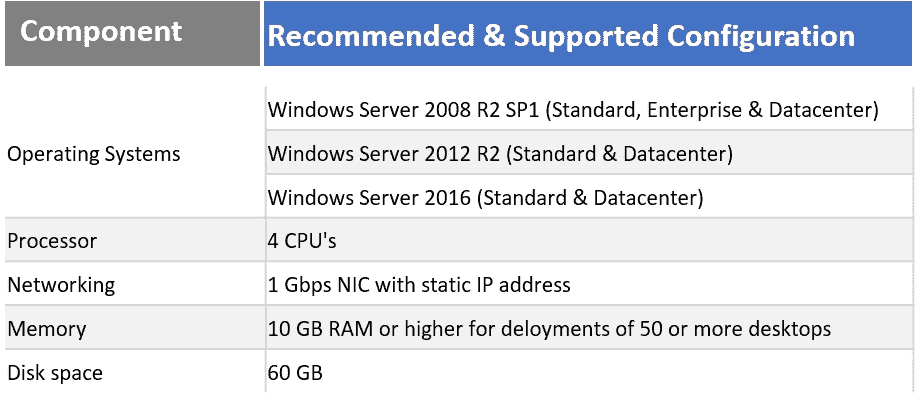 Component
Recommended & Supported Configuration
Windows Server 2008 R2 SP1 (Standard, Enterprise & Datacenter)
Operating Systems
Windows Server 2012 R2 (Standard & Datacenter)
Windows Server 2016 (Standard & Datacenter)
Processor
4 CPU's
Networking
1 Gbps NIC with static IP address
Memory
10 GB RAM or higher for deloyments of 50 or more desktops
Disk space
60 GB